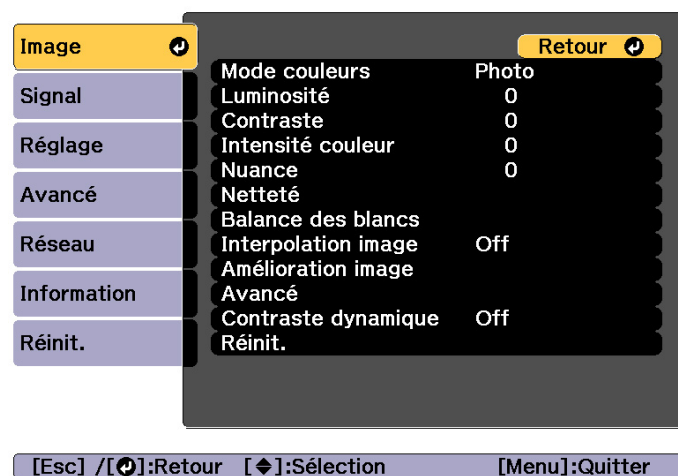 Image
Signal
Réglage
Avancé
Réseau
Information
Réinit.
Retour
Mode couleurs Photo
Luminosité 0
Contraste 0
Intensité couleur 0
Nuance 0
Netteté
Balance des blancs
Interpolation image Off
Amélioration image
Avancé
Contraste dynamique Off
Réinit.
[Esc] /[↵]:Retour [◆]:Sélection [Menu]:Quitter